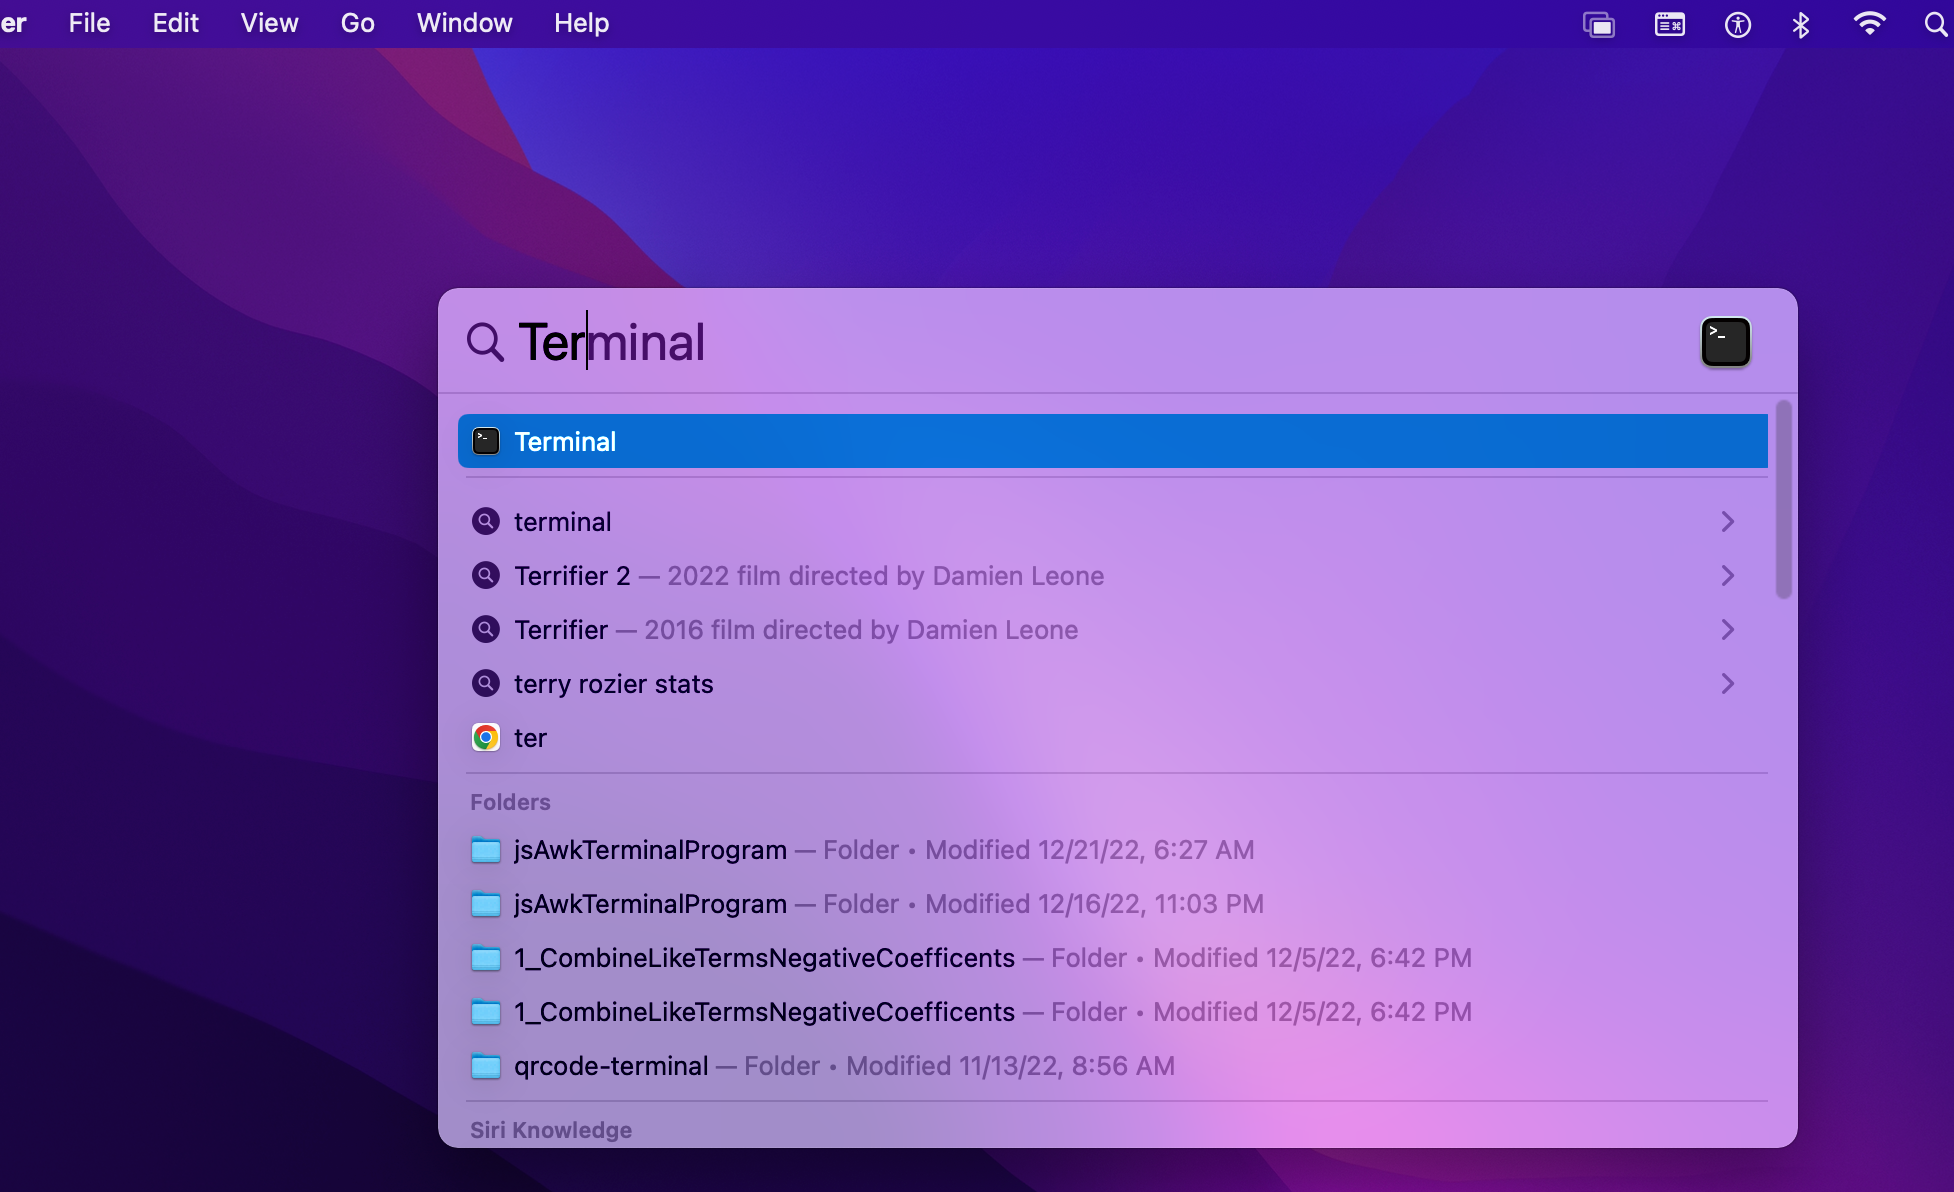 er File Edit View Go Window Help
Terminal
Terminal
terminal
Terrifier 2 — 2022 film directed by Damien Leone
Terrifier — 2016 film directed by Damien Leone
terry rozier stats
ter
Folders
jsAwkTerminalProgram — Folder • Modified 12/21/22, 6:27 AM
jsAwkTerminalProgram — Folder • Modified 12/16/22, 11:03 PM
1_CombineLikeTermsNegativeCoefficents — Folder • Modified 12/5/22, 6:42 PM
1_CombineLikeTermsNegativeCoefficents — Folder • Modified 12/5/22, 6:42 PM
qrcode-terminal — Folder • Modified 11/13/22, 8:56 AM
Siri Knowledge